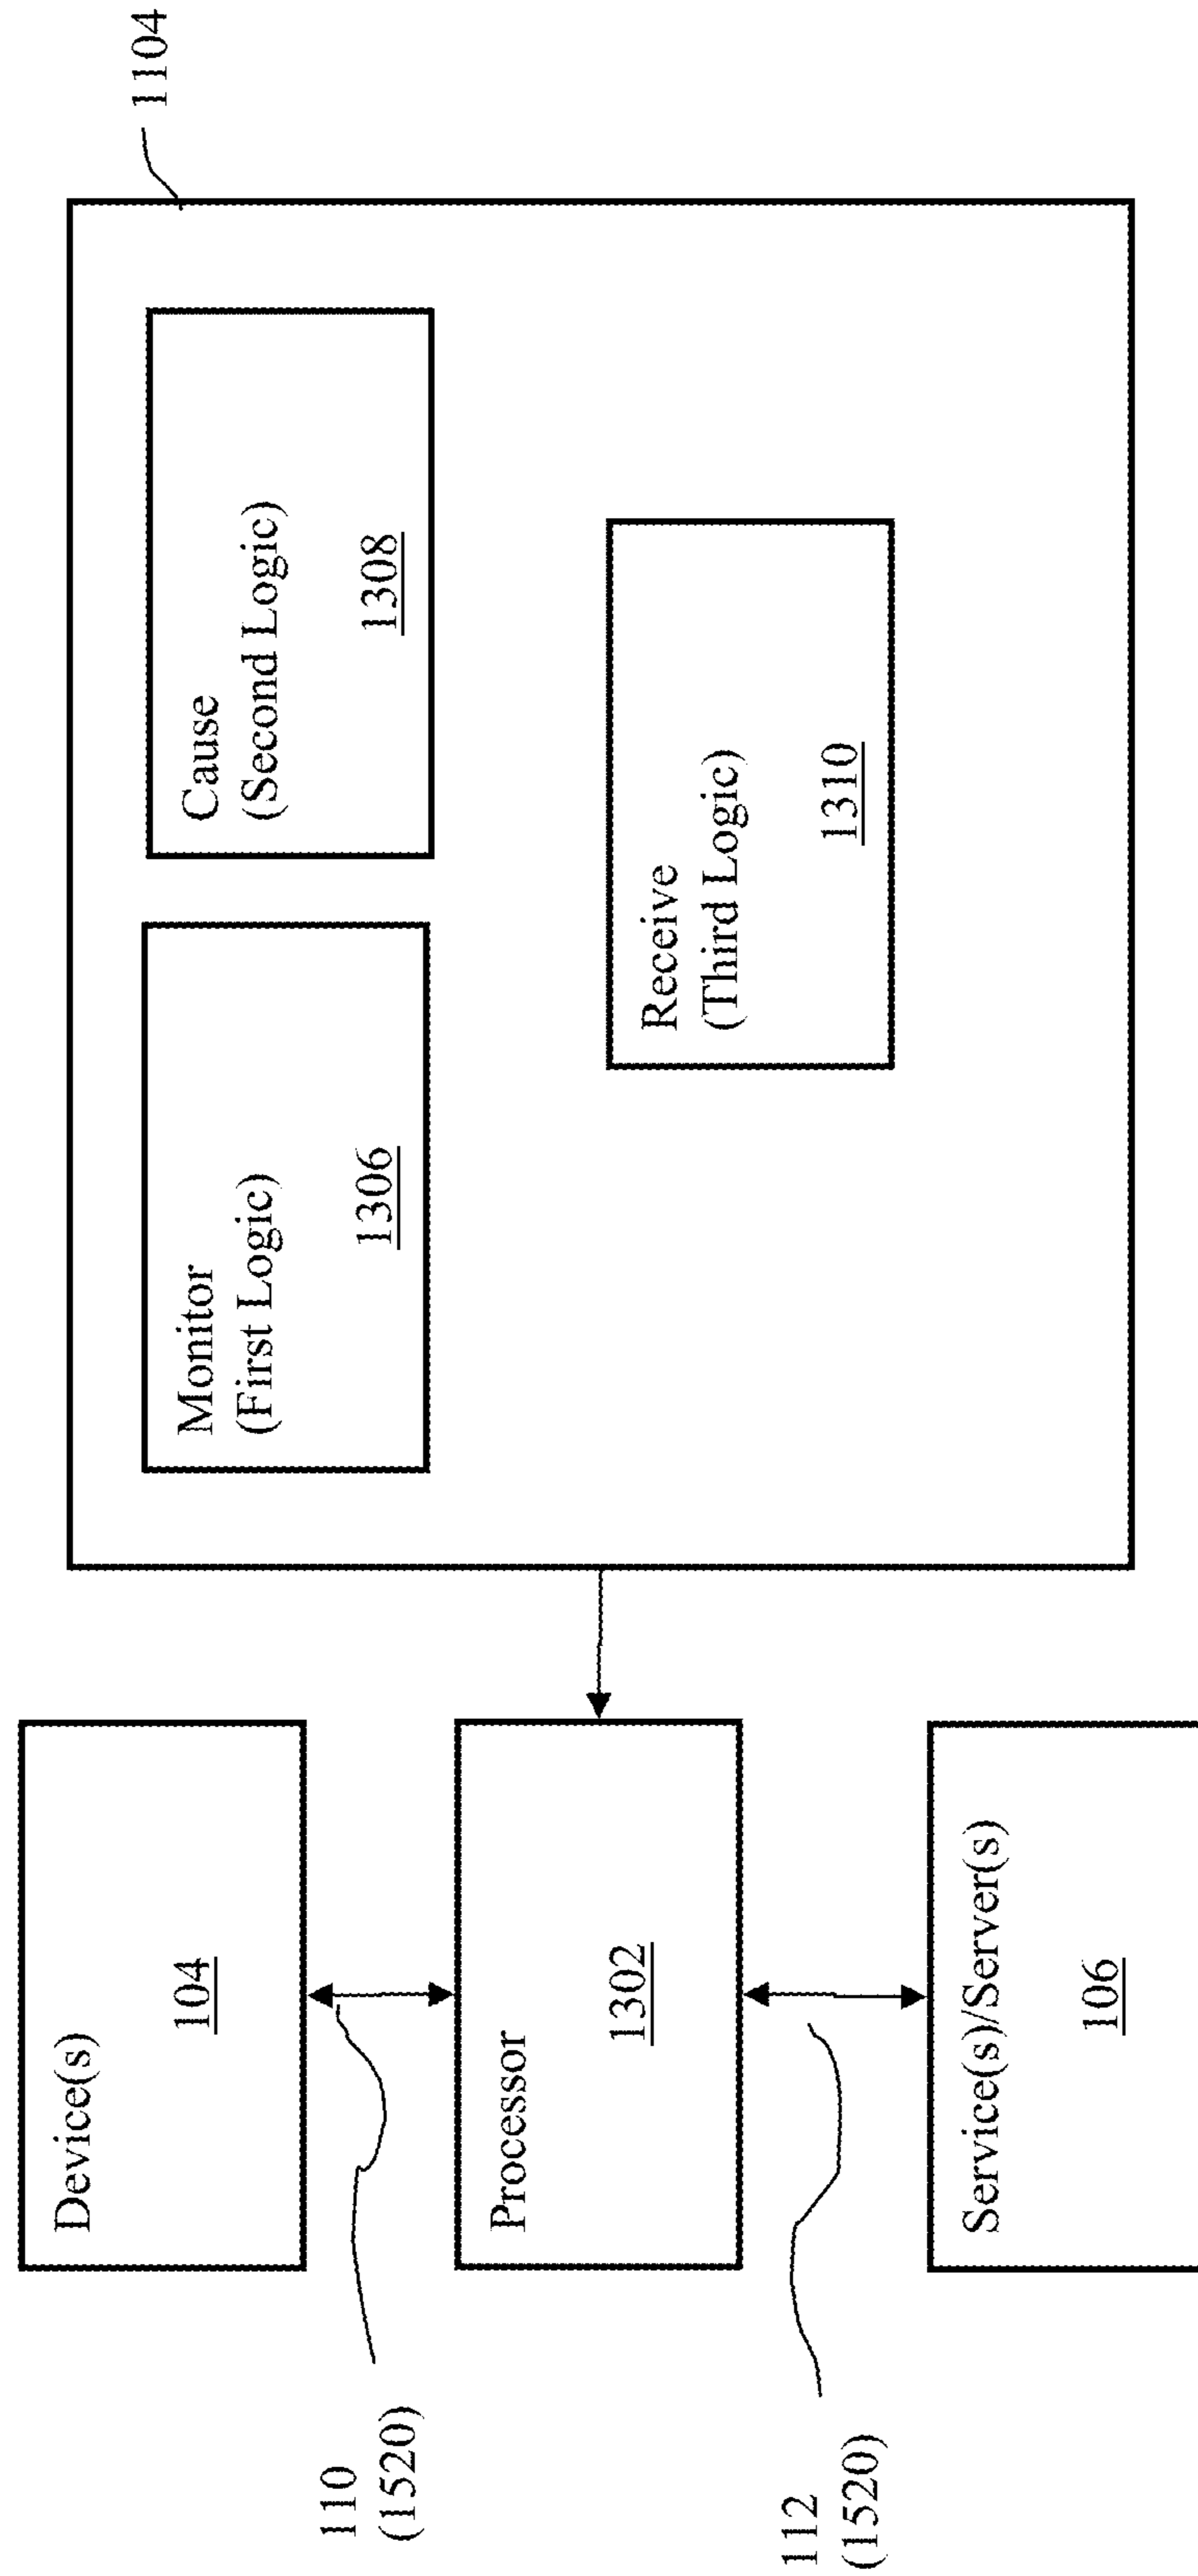 Device(s)
104
110
(1520)
Processor
1302
112
(1520)
Service(s)/Server(s)
106
1104
Monitor
(First Logic)
1306
Cause
(Second Logic)
1308
Receive
(Third Logic)
1310